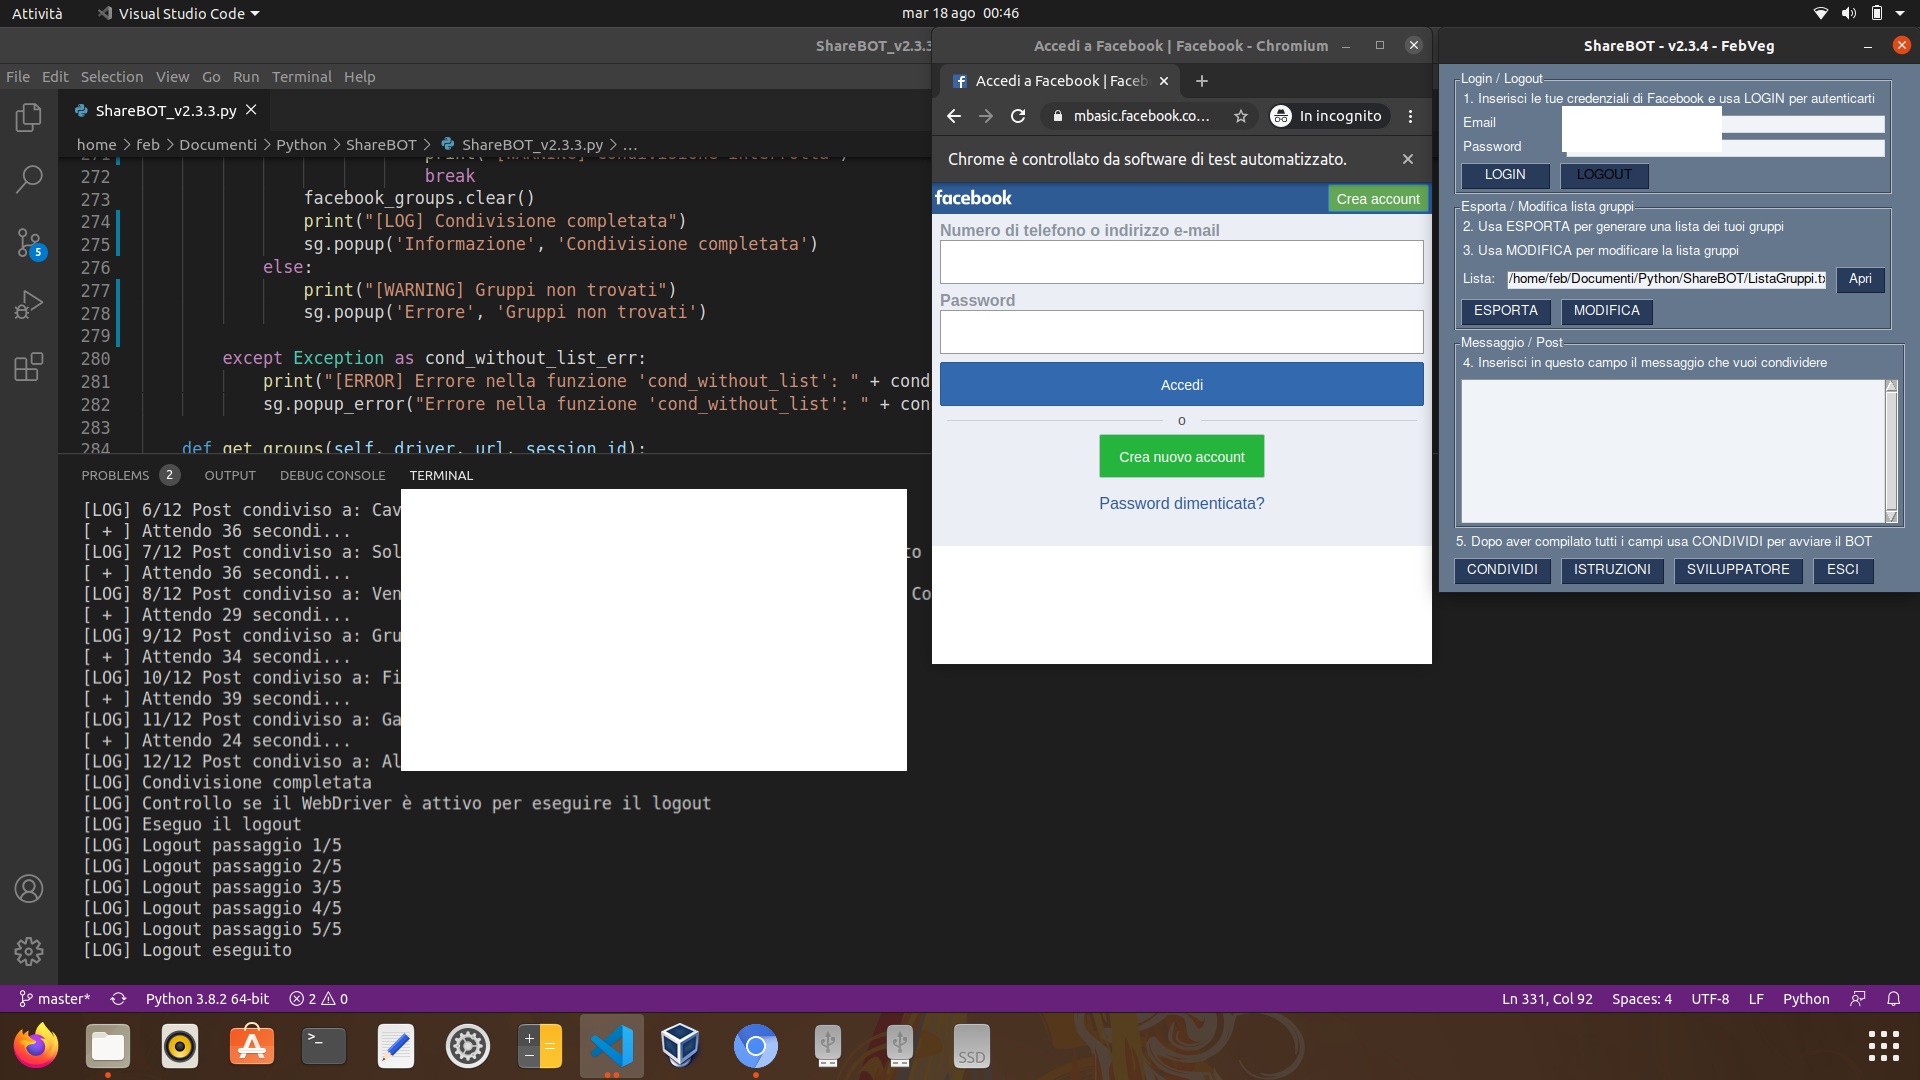 Attività
Visual Studio Code
mar 18 ago 00:46
ShareBOT_v2.3.3
File Edit Selection View Go Run Terminal Help
ShareBOT_v2.3.3.py
home > feb > Documenti > Python > ShareBOT > ShareBOT_v2.3.3.py > ...
272 break
273 facebook_groups.clear()
274 print("[LOG] Condivisione completata")
275 sg.popup('Informazione', 'Condivisione completata')
276 else:
277 print("[WARNING] Gruppi non trovati")
278 sg.popup('Errore', 'Gruppi non trovati')
279
280 except Exception as cond_without_list_err:
281 print("[ERROR] Errore nella funzione 'cond_without_list': " + cond
282 sg.popup_error("Errore nella funzione 'cond_without_list': " + con
283
284 def get_groups(self, driver, url, session_id):
5
PROBLEMS 2 OUTPUT DEBUG CONSOLE TERMINAL
[LOG] 6/12 Post condiviso a: Cav
[ + ] Attendo 36 secondi...
[LOG] 7/12 Post condiviso a: Sol to
[ + ] Attendo 36 secondi...
[LOG] 8/12 Post condiviso a: Ven Co
[ + ] Attendo 29 secondi...
[LOG] 9/12 Post condiviso a: Gru
[ + ] Attendo 34 secondi...
[LOG] 10/12 Post condiviso a: Fi
[ + ] Attendo 39 secondi...
[LOG] 11/12 Post condiviso a: Ga
[ + ] Attendo 24 secondi...
[LOG] 12/12 Post condiviso a: Al
[LOG] Condivisione completata
[LOG] Controllo se il WebDriver è attivo per eseguire il logout
[LOG] Eseguo il logout
[LOG] Logout passaggio 1/5
[LOG] Logout passaggio 2/5
[LOG] Logout passaggio 3/5
[LOG] Logout passaggio 4/5
[LOG] Logout passaggio 5/5
[LOG] Logout eseguito
Accedi a Facebook | Facebook - Chromium
Accedi a Facebook | Faceb
mbasic.facebook.co...
In incognito
Chrome è controllato da software di test automatizzato.
facebook
Crea account
Numero di telefono o indirizzo e-mail
Password
Accedi
o
Crea nuovo account
Password dimenticata?
ShareBOT - v2.3.4 - FebVeg
Login / Logout
1. Inserisci le tue credenziali di Facebook e usa LOGIN per autenticarti
Email
Password
LOGIN LOGOUT
Esporta / Modifica lista gruppi
2. Usa ESPORTA per generare una lista dei tuoi gruppi
3. Usa MODIFICA per modificare la lista gruppi
Lista: /home/feb/Documenti/Python/ShareBOT/ListaGruppi.tx Apri
ESPORTA MODIFICA
Messaggio / Post
4. Inserisci in questo campo il messaggio che vuoi condividere
5. Dopo aver compilato tutti i campi usa CONDIVIDI per avviare il BOT
CONDIVIDI ISTRUZIONI SVILUPPATORE ESCI
master* Python 3.8.2 64-bit 2 0
Ln 331, Col 92 Spaces: 4 UTF-8 LF Python
SSD